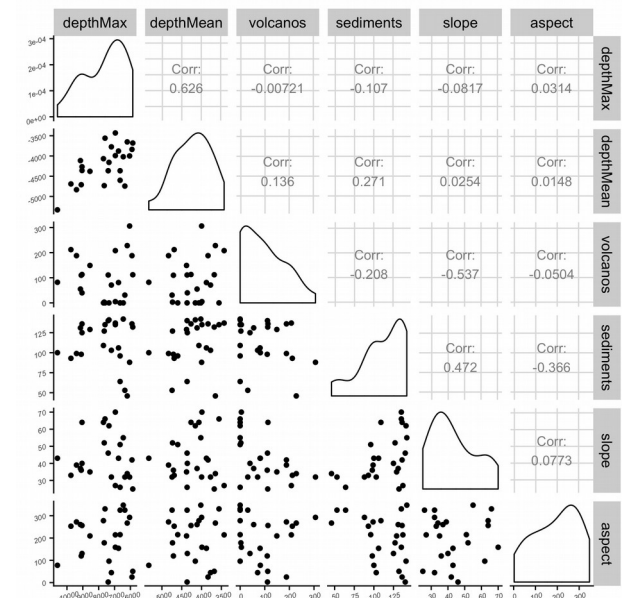 depthMax depthMean volcanos sediments slope aspect
3e-04
2e-04
1e-04
0e+00
Corr:
0.626
Corr:
-0.00721
Corr:
-0.107
Corr:
-0.0817
Corr:
0.0314
depthMax
-3500
-4000
-4500
-5000
Corr:
0.136
Corr:
0.271
Corr:
0.0254
Corr:
0.0148
depthMean
300
200
100
0
Corr:
-0.208
Corr:
-0.537
Corr:
-0.0504
volcanos
125
100
75
50
Corr:
0.472
Corr:
-0.366
sediments
70
60
50
40
30
Corr:
0.0773
slope
300
200
100
0
aspect
0 100 200 300
50 75 100 125
30 40 50 60 70
0 100 200 300